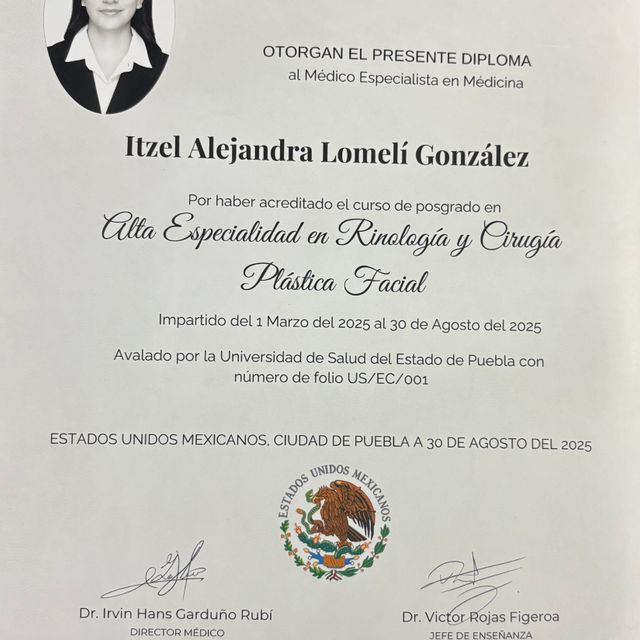 OTORGAN EL PRESENTE DIPLOMA
al Médico Especialista en Médicina
Itzel Alejandra Lomelí González
Por haber acreditado el curso de posgrado en
Alta Especialidad en Rinología y Cirugía
Plástica Facial
Impartido del 1 Marzo del 2025 al 30 de Agosto del 2025
Avalado por la Universidad de Salud del Estado de Puebla con
número de folio US/EC/001
ESTADOS UNIDOS MEXICANOS, CIUDAD DE PUEBLA A 30 DE AGOSTO DEL 2025
ESTADOS UNIDOS MEXICANOS
Dr. Irvin Hans Garduño Rubí
DIRECTOR MÉDICO
Dr. Victor Rojas Figeroa
JEFE DE ENSEÑANZA